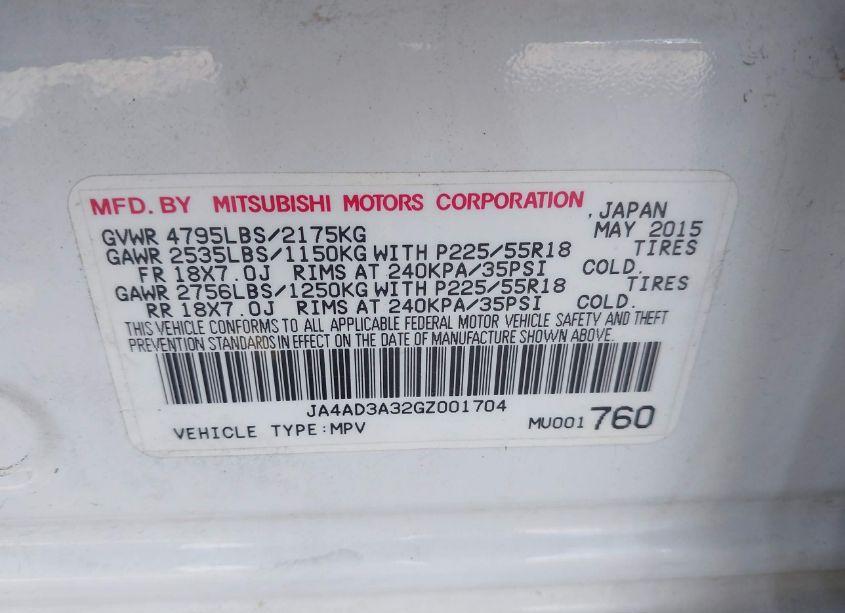 MFD. BY MITSUBISHI MOTORS CORPORATION , JAPAN
GVWR 4795LBS/2175KG MAY 2015
GAWR 2535LBS/1150KG WITH P225/55R18 TIRES
FR 18X7.0J RIMS AT 240KPA/35PSI COLD.
GAWR 2756LBS/1250KG WITH P225/55R18 TIRES
RR 18X7.0J RIMS AT 240KPA/35PSI COLD.
THIS VEHICLE CONFORMS TO ALL APPLICABLE FEDERAL MOTOR VEHICLE SAFETY AND THEFT
PREVENTION STANDARDS IN EFFECT ON THE DATE OF MANUFACTURE SHOWN ABOVE.
JA4AD3A32GZ001704
VEHICLE TYPE:MPV MU001 760